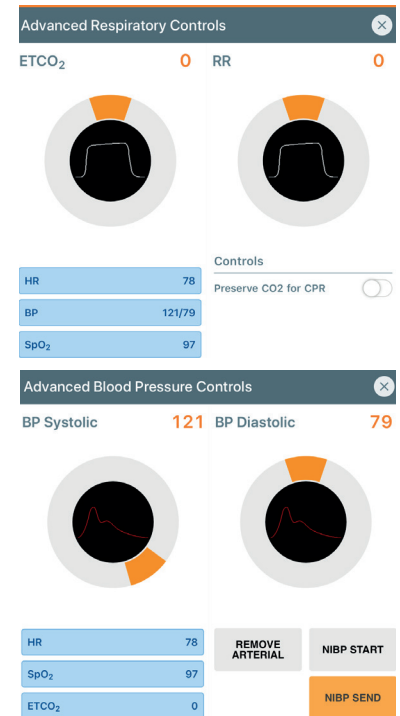 Advanced Respiratory Controls
ETCO₂ 0 RR 0
Controls
HR 78
Preserve CO2 for CPR
BP 121/79
SpO₂ 97
Advanced Blood Pressure Controls
BP Systolic 121 BP Diastolic 79
HR 78
REMOVE
ARTERIAL
NIBP START
SpO₂ 97
NIBP SEND
ETCO₂ 0